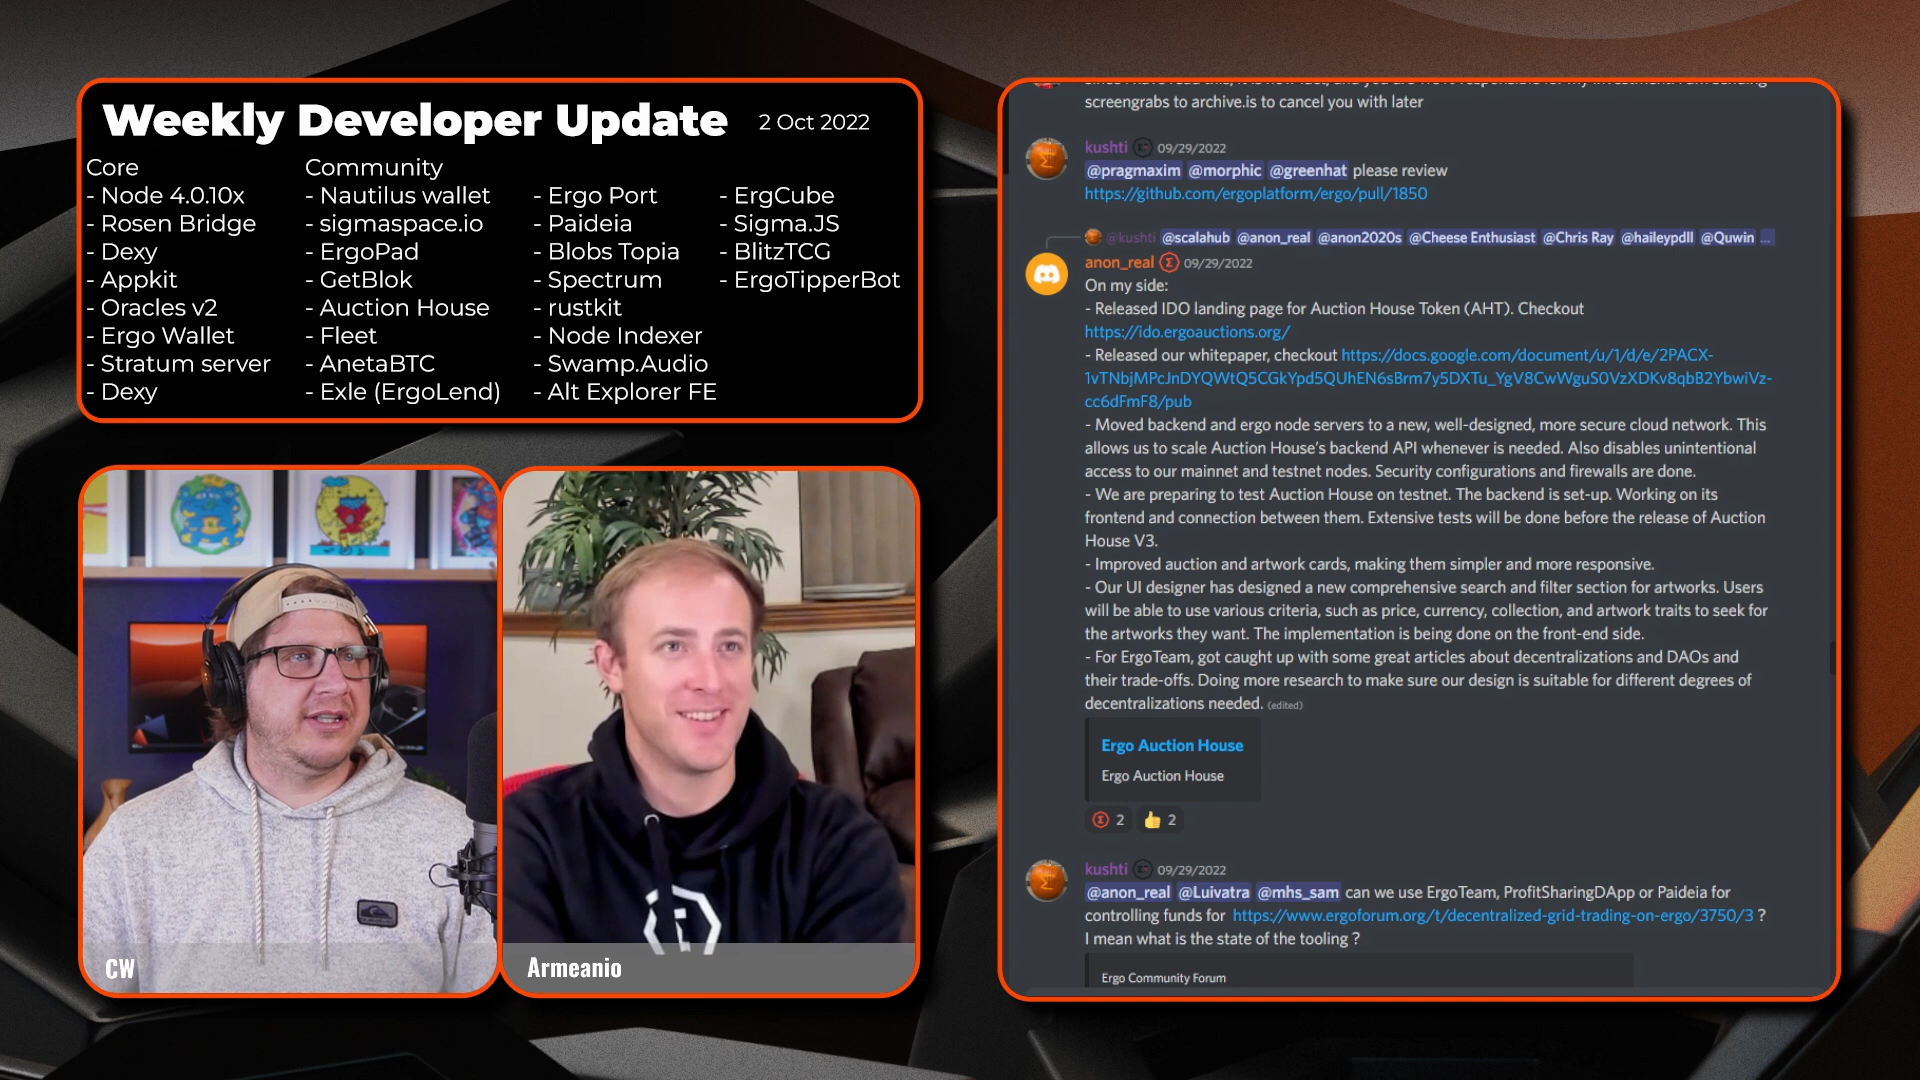 Weekly Developer Update 2 Oct 2022
Core
- Node 4.0.10x
- Rosen Bridge
- Dexy
- Appkit
- Oracles v2
- Ergo Wallet
- Stratum server
- Dexy
Community
- Nautilus wallet
- sigmaspace.io
- ErgoPad
- GetBlok
- Auction House
- Fleet
- AnetaBTC
- Exle (ErgoLend)
- Ergo Port
- Paideia
- Blobs Topia
- Spectrum
- rustkit
- Node Indexer
- Swamp.Audio
- Alt Explorer FE
- ErgCube
- Sigma.JS
- BlitzTCG
- ErgoTipperBot
CW
Armeanio
screengrabs to archive.is to cancel you with later
kushti 09/29/2022
@pragmaxim @morphic @greenhat please review
https://github.com/ergoplatform/ergo/pull/1850
@kushti @scalahub @anon_real @anon2020s @Cheese Enthusiast @Chris Ray @haileypdll @Quwin ...
anon_real 09/29/2022
On my side:
- Released IDO landing page for Auction House Token (AHT). Checkout
https://ido.ergoauctions.org/
- Released our whitepaper, checkout https://docs.google.com/document/u/1/d/e/2PACX-
1vTNbjMPcJnDYQWtQ5CGkYpd5QUhEN6sBrm7y5DXTu_YgV8CwWguS0VzXDKv8qbB2YbwiVz-
cc6dFmF8/pub
- Moved backend and ergo node servers to a new, well-designed, more secure cloud network. This
allows us to scale Auction House's backend API whenever is needed. Also disables unintentional
access to our mainnet and testnet nodes. Security configurations and firewalls are done.
- We are preparing to test Auction House on testnet. The backend is set-up. Working on its
frontend and connection between them. Extensive tests will be done before the release of Auction
House V3.
- Improved auction and artwork cards, making them simpler and more responsive.
- Our UI designer has designed a new comprehensive search and filter section for artworks. Users
will be able to use various criteria, such as price, currency, collection, and artwork traits to seek for
the artworks they want. The implementation is being done on the front-end side.
- For ErgoTeam, got caught up with some great articles about decentralizations and DAOs and
their trade-offs. Doing more research to make sure our design is suitable for different degrees of
decentralizations needed. (edited)
Ergo Auction House
Ergo Auction House
2 2
kushti 09/29/2022
@anon_real @Luivatra @mhs_sam can we use ErgoTeam, ProfitSharingDApp or Paideia for
controlling funds for https://www.ergoforum.org/t/decentralized-grid-trading-on-ergo/3750/3 ?
I mean what is the state of the tooling ?
Ergo Community Forum